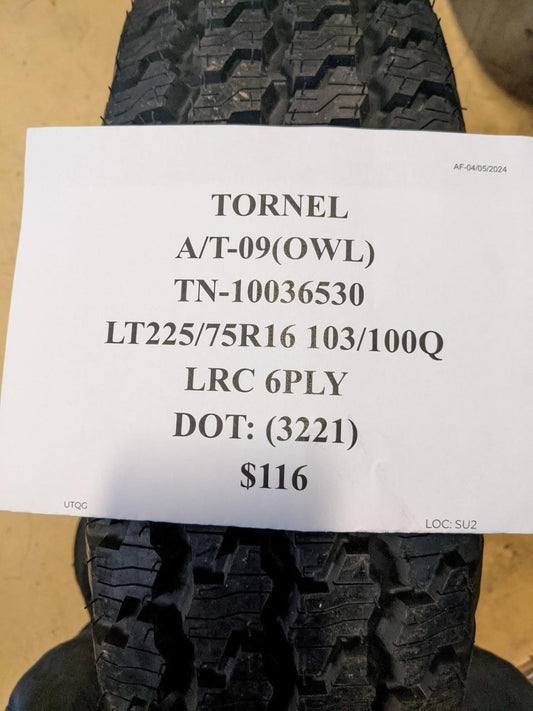 AF-04/05/2024
TORNEL
A/T-09(OWL)
TN-10036530
LT225/75R16 103/100Q
LRC 6PLY
DOT: (3221)
$116
UTQG
LOC: SU2